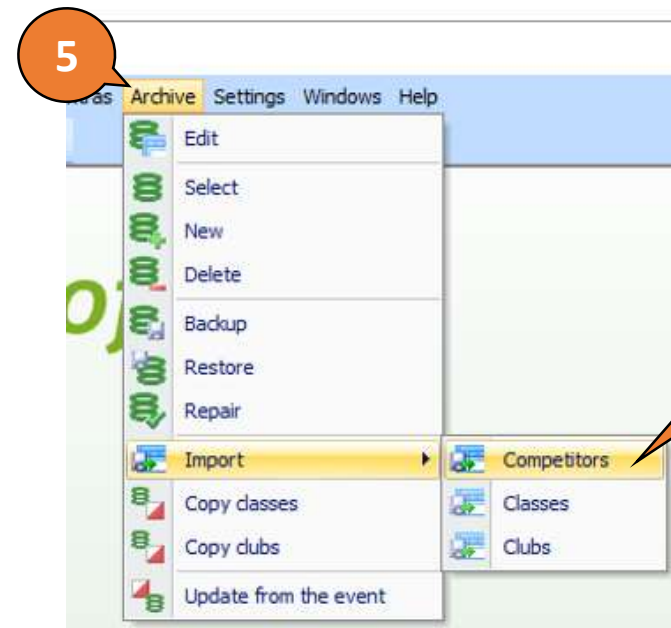 5
Archive Settings Windows Help
Edit
Select
New
Delete
Backup
Restore
Repair
Import Competitors
Copy classes Classes
Copy clubs Clubs
Update from the event